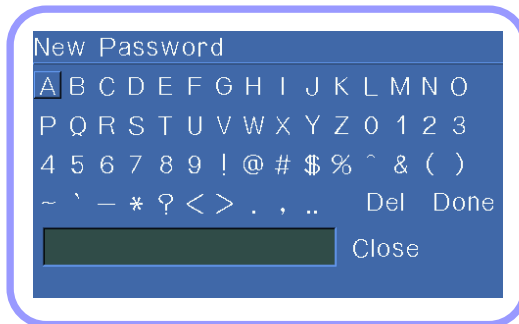 New Password
A B C D E F G H I J K L M N O
P Q R S T U V W X Y Z 0 1 2 3
4 5 6 7 8 9 ! @ # $ % ^ & ( )
~ ` – * ? < > . , .. Del Done
Close